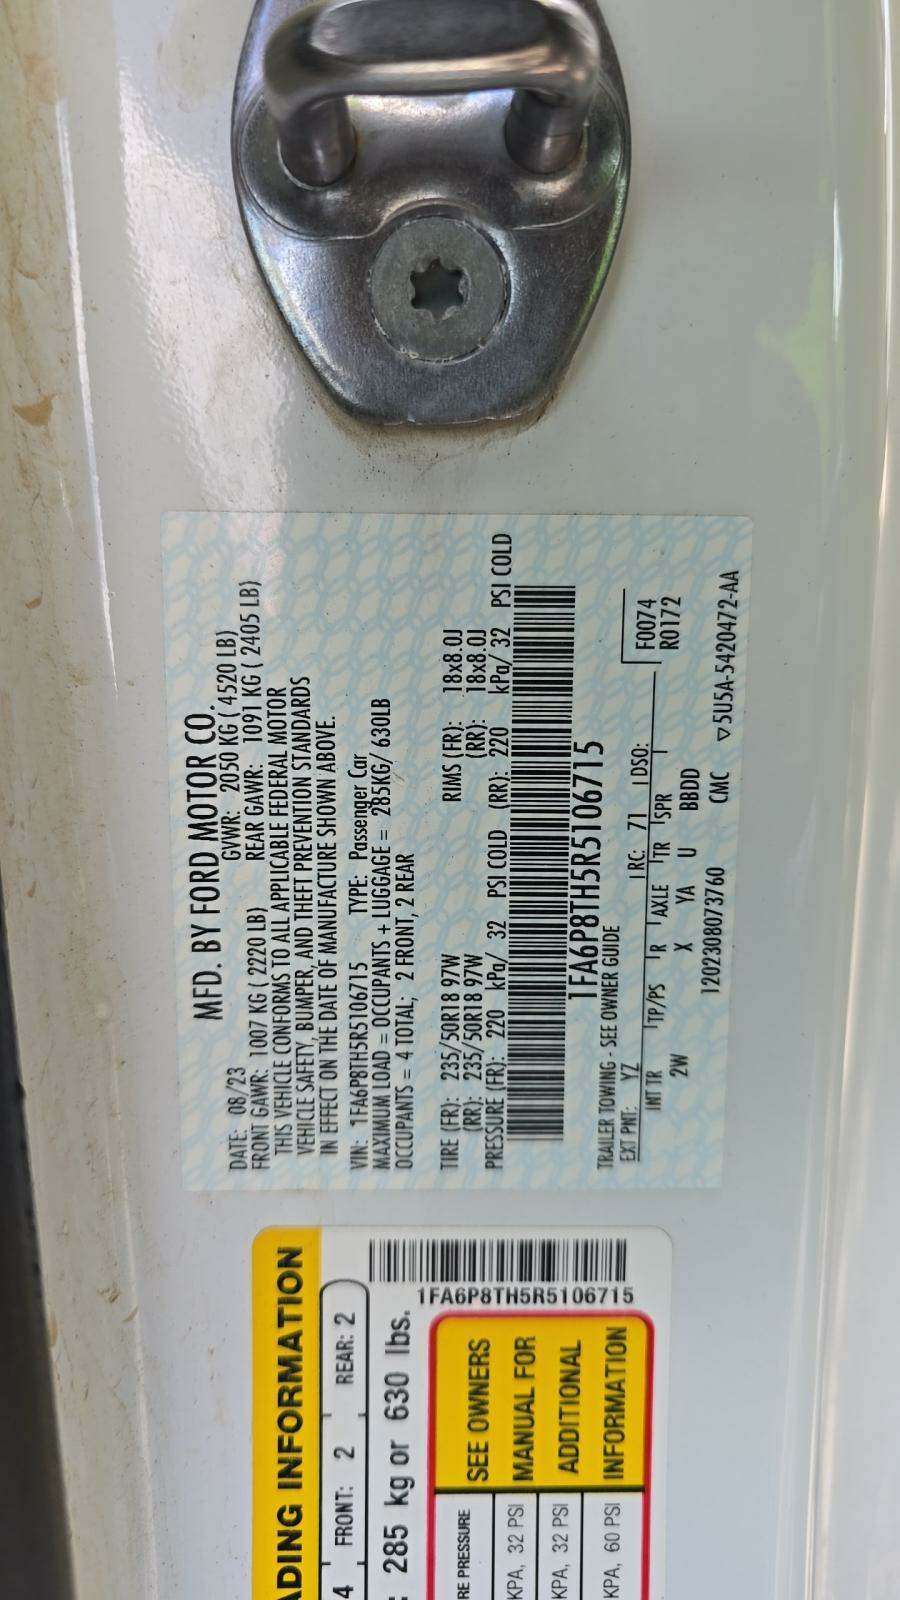 MFD. BY FORD MOTOR CO.
DATE: 08/23 GVWR: 2050 KG ( 4520 LB)
FRONT GAWR: 1007 KG ( 2220 LB) REAR GAWR: 1091 KG ( 2405 LB)
THIS VEHICLE CONFORMS TO ALL APPLICABLE FEDERAL MOTOR
VEHICLE SAFETY, BUMPER, AND THEFT PREVENTION STANDARDS
IN EFFECT ON THE DATE OF MANUFACTURE SHOWN ABOVE.
VIN: 1FA6P8TH5R5106715 TYPE: Passenger Car
MAXIMUM LOAD = OCCUPANTS + LUGGAGE = 285KG/ 630LB
OCCUPANTS = 4 TOTAL; 2 FRONT, 2 REAR
TIRE (FR): 235/50R18 97W RIMS (FR): 18x8.0J
(RR): 235/50R18 97W (RR): 18x8.0J
PRESSURE (FR): 220 kPa/ 32 PSI COLD (RR): 220 kPa/ 32 PSI COLD
1FA6P8TH5R5106715
TRAILER TOWING - SEE OWNER GUIDE
EXT PNT: YZ RC: 71 DSO: F0074
R0172
INT TR TP/PS R AXLE TR SPR
2W X YA U BBDD
1202308073760 CMC ▽5U5A-5420472-AA
ADING INFORMATION
4 FRONT: 2 REAR: 2
285 kg or 630 lbs.
1FA6P8TH5R5106715
RE PRESSURE
KPA, 32 PSI
KPA, 32 PSI
KPA, 60 PSI
SEE OWNERS
MANUAL FOR
ADDITIONAL
INFORMATION